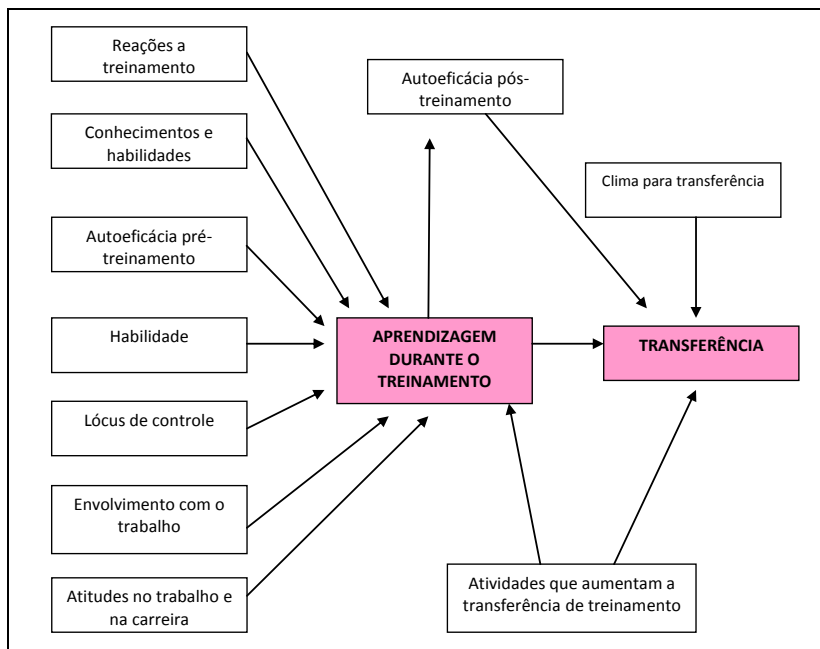 Reações a
treinamento
Conhecimentos e
habilidades
Autoeficácia pré-
treinamento
Habilidade
Lócus de controle
Envolvimento com o
trabalho
Atitudes no trabalho e
na carreira
APRENDIZAGEM
DURANTE O
TREINAMENTO
Autoeficácia pós-
treinamento
Clima para transferência
TRANSFERÊNCIA
Atividades que aumentam a
transferência de treinamento